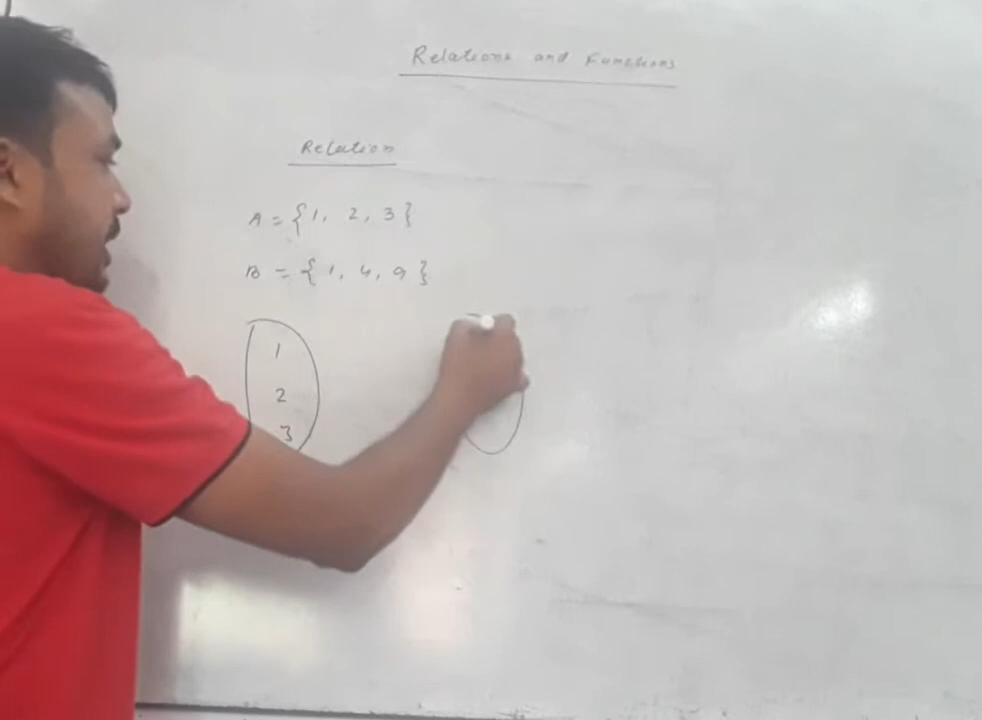 Relations and Functions
Relation
A = {1, 2, 3}
B = {1, 4, 9}
1
2
3